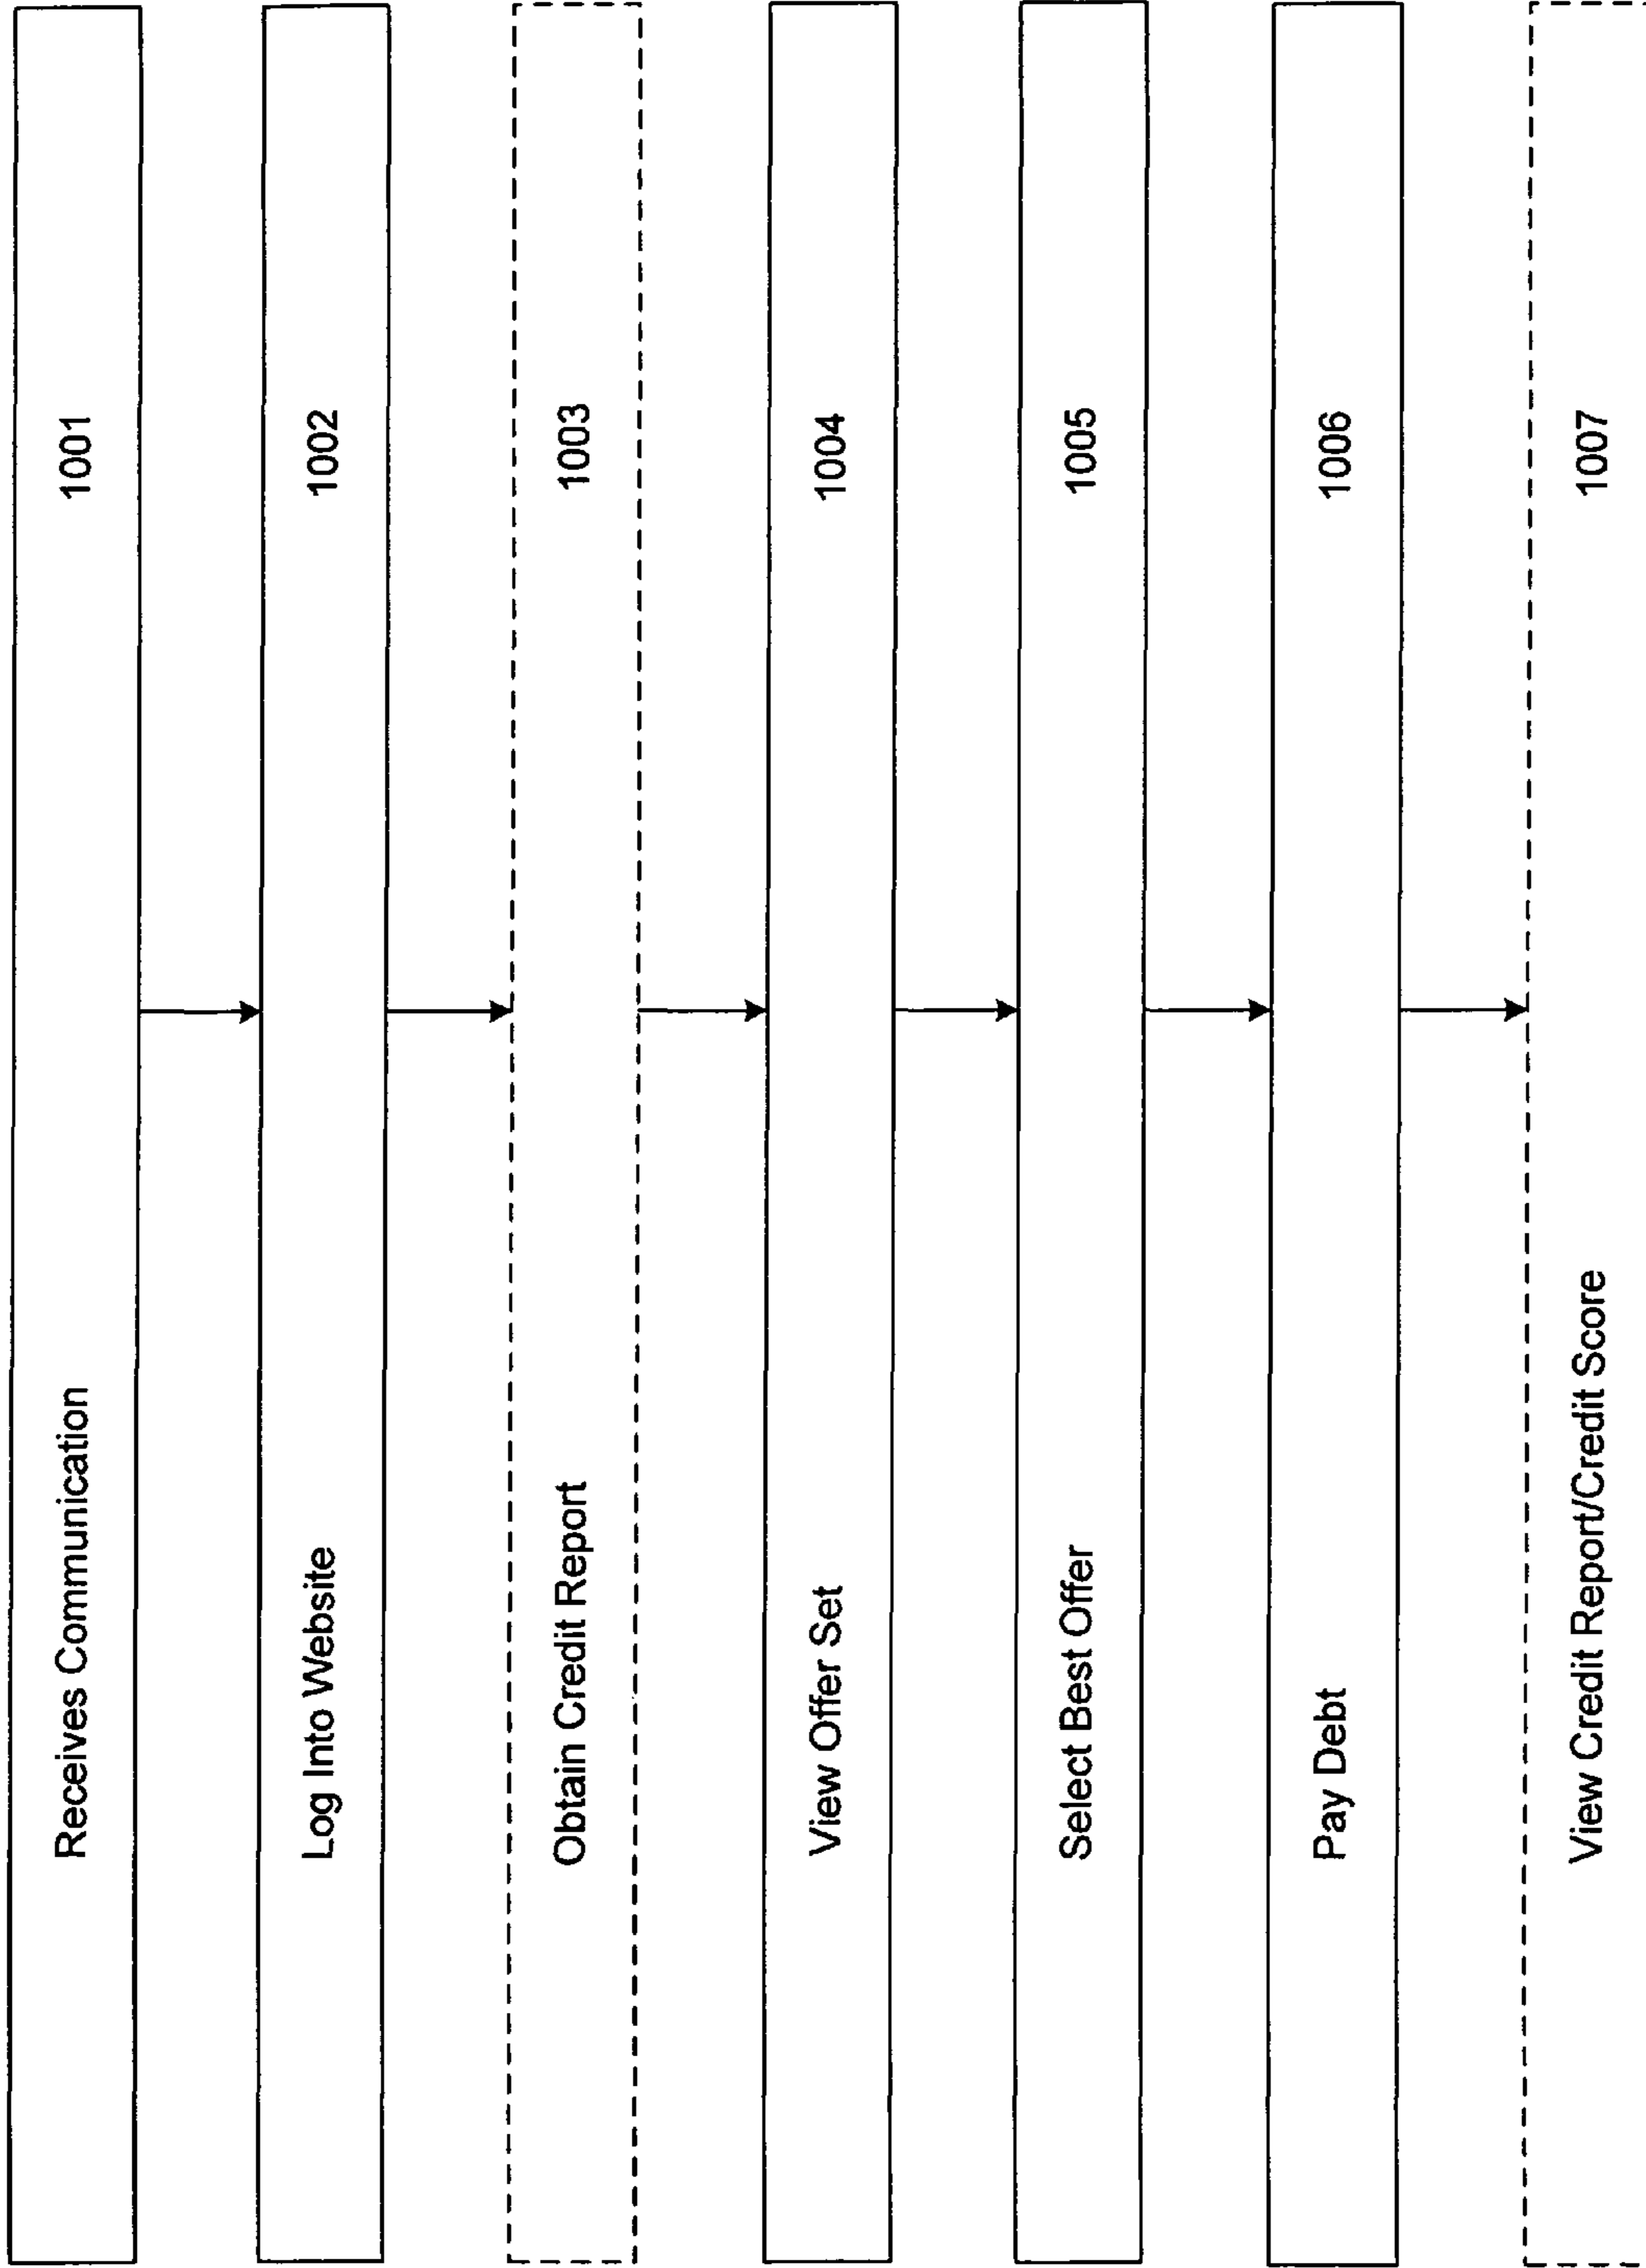 Receives Communication 1001
Log Into Website 1002
Obtain Credit Report 1003
View Offer Set 1004
Select Best Offer 1005
Pay Debt 1006
View Credit Report/Credit Score 1007